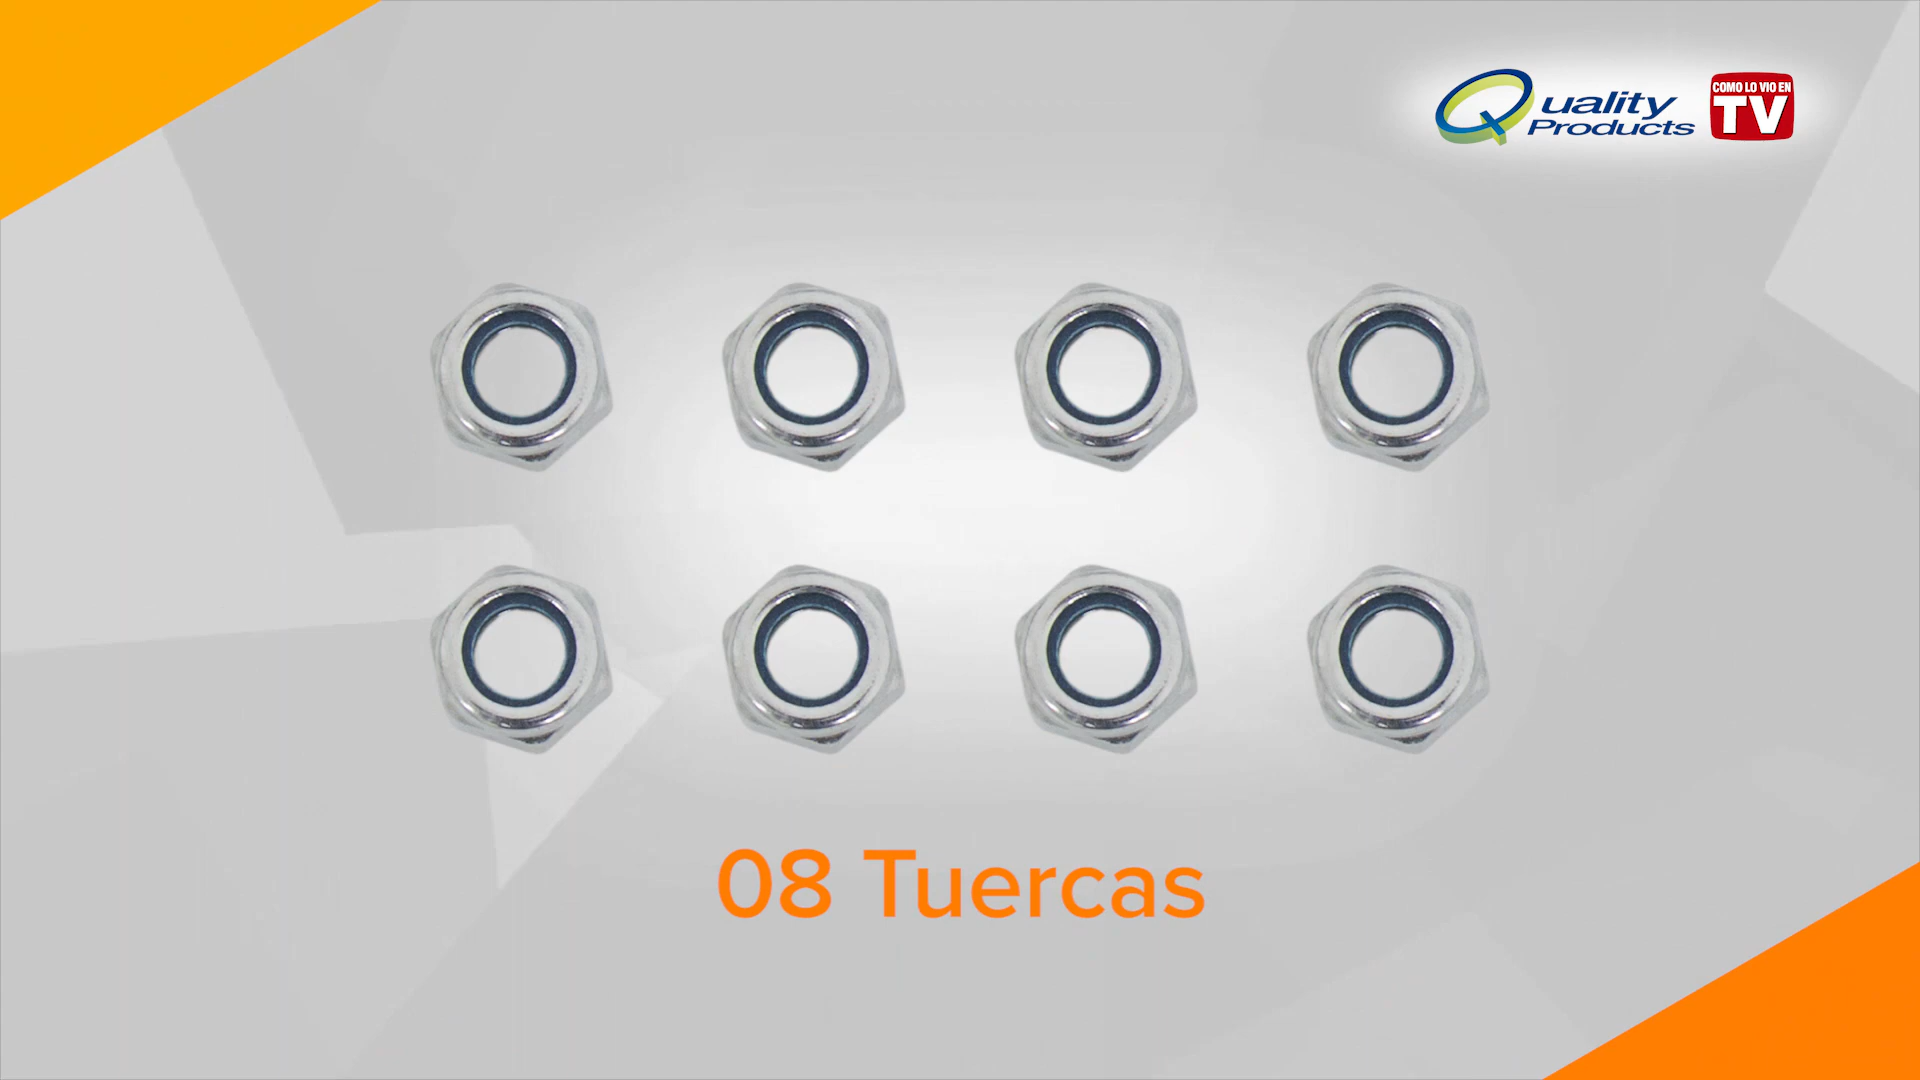 Quality
Products
COMO LO VIO EN
TV
08 Tuercas